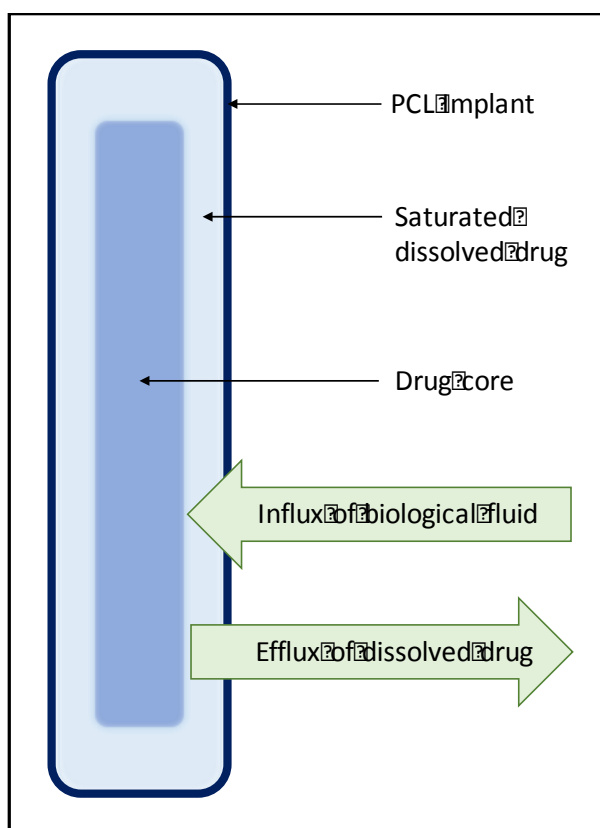 PCL�Implant
Saturated�
dissolved�drug
Drug�core
Influx�of�biological�fluid
Efflux�of�dissolved�drug